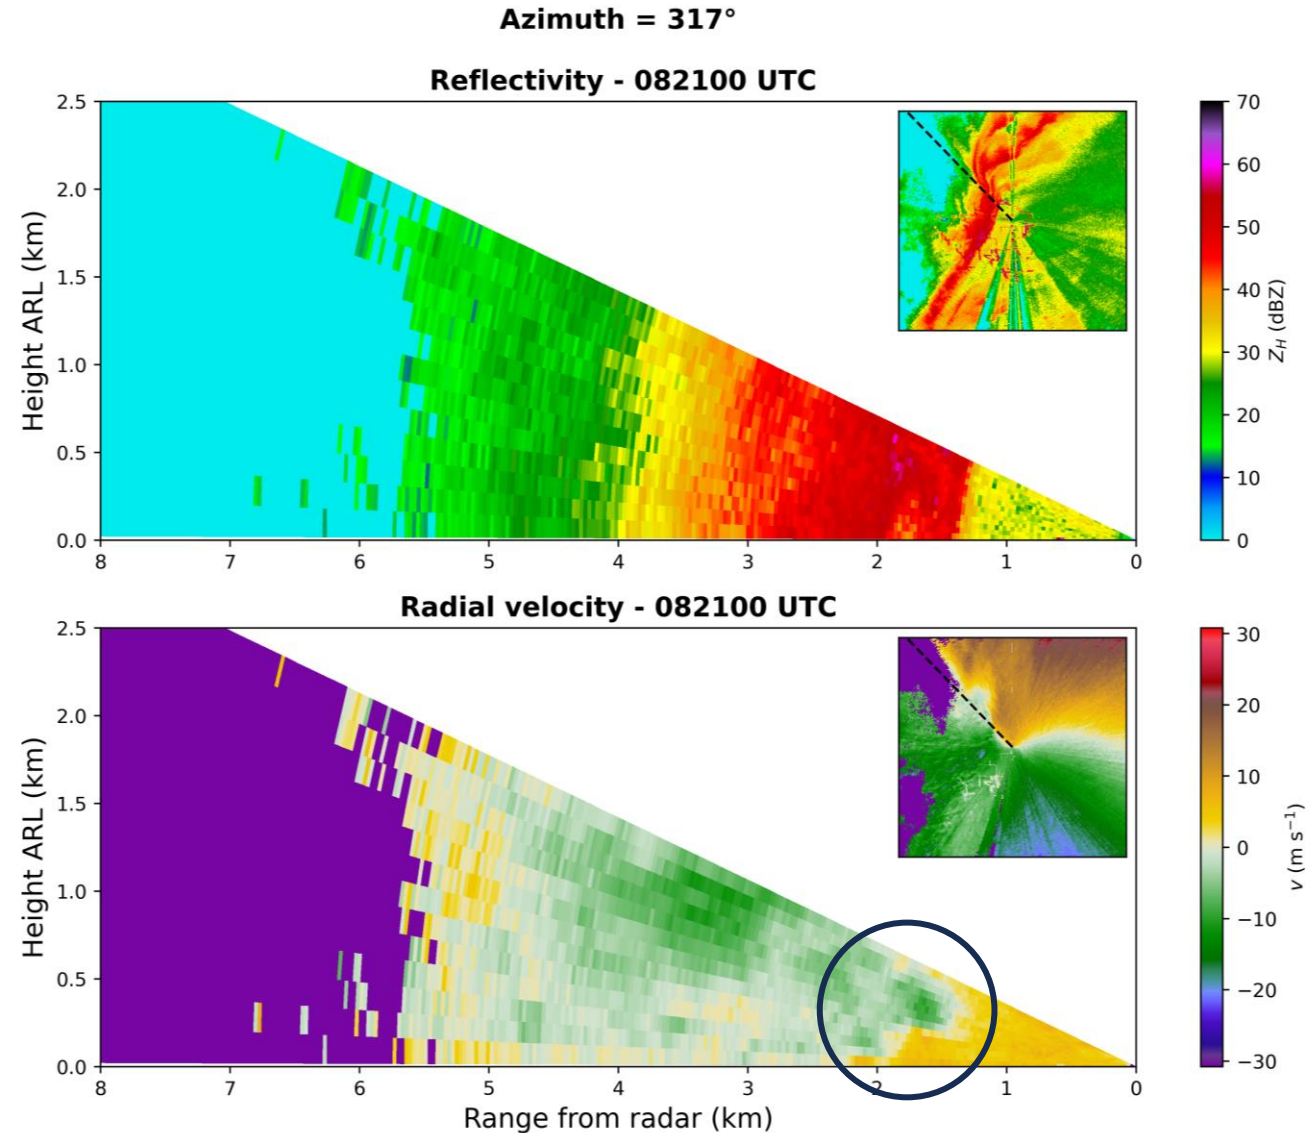 Azimuth = 317°
Reflectivity - 082100 UTC
Height ARL (km)
2.5
2.0
1.5
1.0
0.5
0.0
8 7 6 5 4 3 2 1 0
70
60
50
40
30
20
10
0
Z_H (dBZ)
Radial velocity - 082100 UTC
Height ARL (km)
2.5
2.0
1.5
1.0
0.5
0.0
8 7 6 5 4 3 2 1 0
Range from radar (km)
30
20
10
0
−10
−20
−30
v (m s⁻¹)